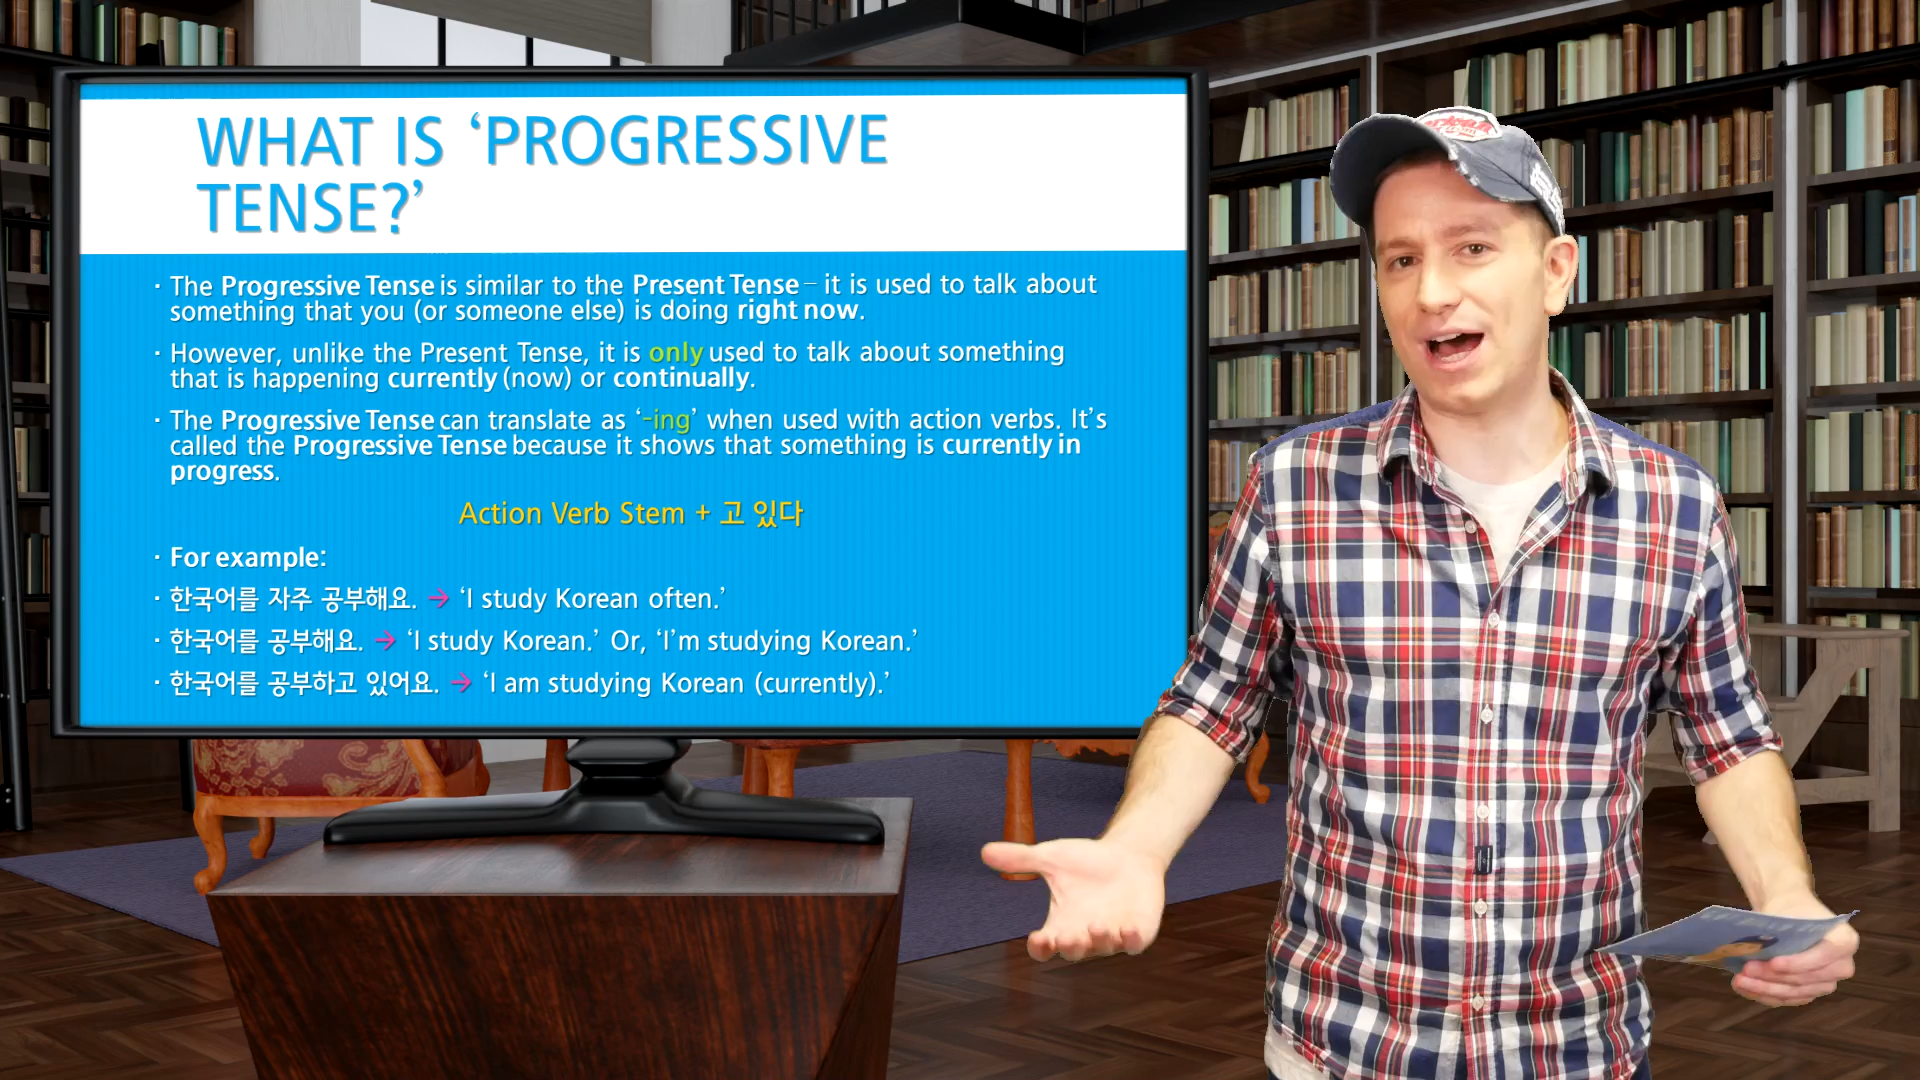 WHAT IS ‘PROGRESSIVE
TENSE?’
· The Progressive Tense is similar to the Present Tense – it is used to talk about
something that you (or someone else) is doing right now.
· However, unlike the Present Tense, it is only used to talk about something
that is happening currently (now) or continually.
· The Progressive Tense can translate as ‘-ing’ when used with action verbs. It’s
called the Progressive Tense because it shows that something is currently in
progress.
Action Verb Stem + 고 있다
· For example:
· 한국어를 자주 공부해요. → ‘I study Korean often.’
· 한국어를 공부해요. → ‘I study Korean.’ Or, ‘I’m studying Korean.’
· 한국어를 공부하고 있어요. → ‘I am studying Korean (currently).’